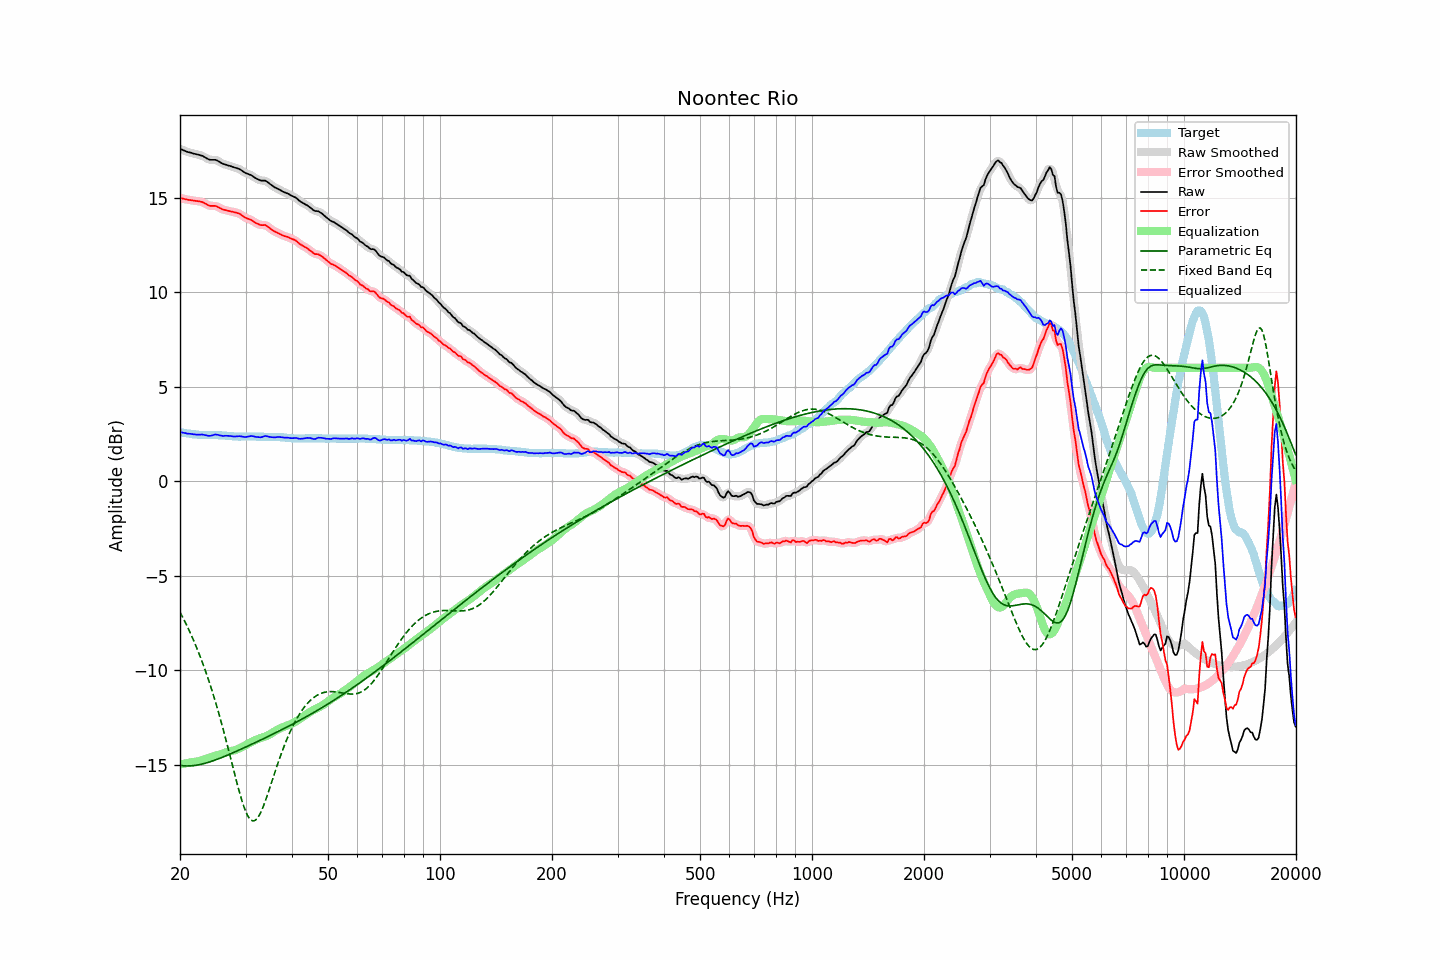 Noontec Rio
Target
Raw Smoothed
Error Smoothed
Raw
Error
Equalization
Parametric Eq
Fixed Band Eq
Equalized
Amplitude (dBr)
15
10
5
0
−5
−10
−15
20 50 100 200 500 1000 2000 5000 10000 20000
Frequency (Hz)